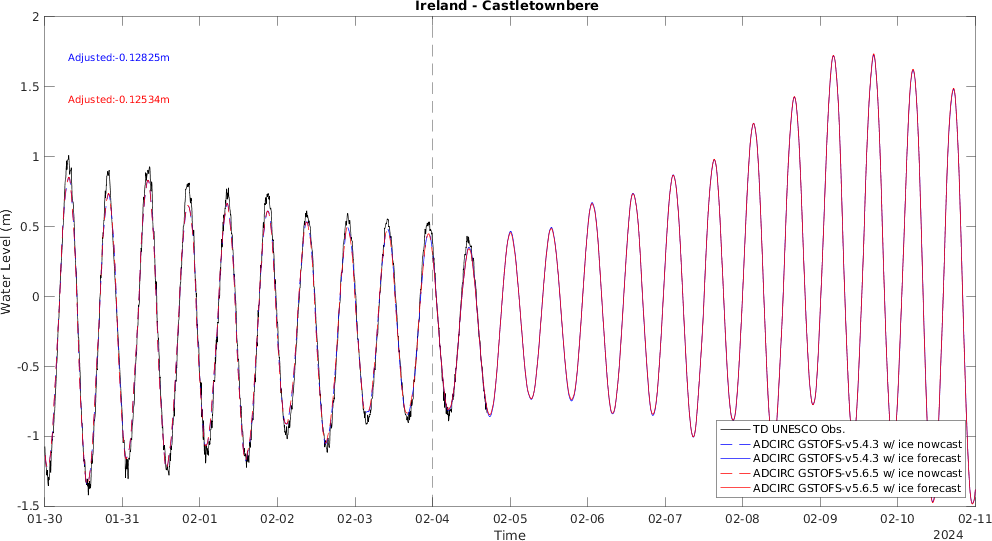 Ireland - Castletownbere
Adjusted:-0.12825m
Adjusted:-0.12534m
Water Level (m)
2
1.5
1
0.5
0
-0.5
-1
-1.5
TD UNESCO Obs.
ADCIRC GSTOFS-v5.4.3 w/ ice nowcast
ADCIRC GSTOFS-v5.4.3 w/ ice forecast
ADCIRC GSTOFS-v5.6.5 w/ ice nowcast
ADCIRC GSTOFS-v5.6.5 w/ ice forecast
01-30 01-31 02-01 02-02 02-03 02-04 02-05 02-06 02-07 02-08 02-09 02-10 02-11
Time
2024